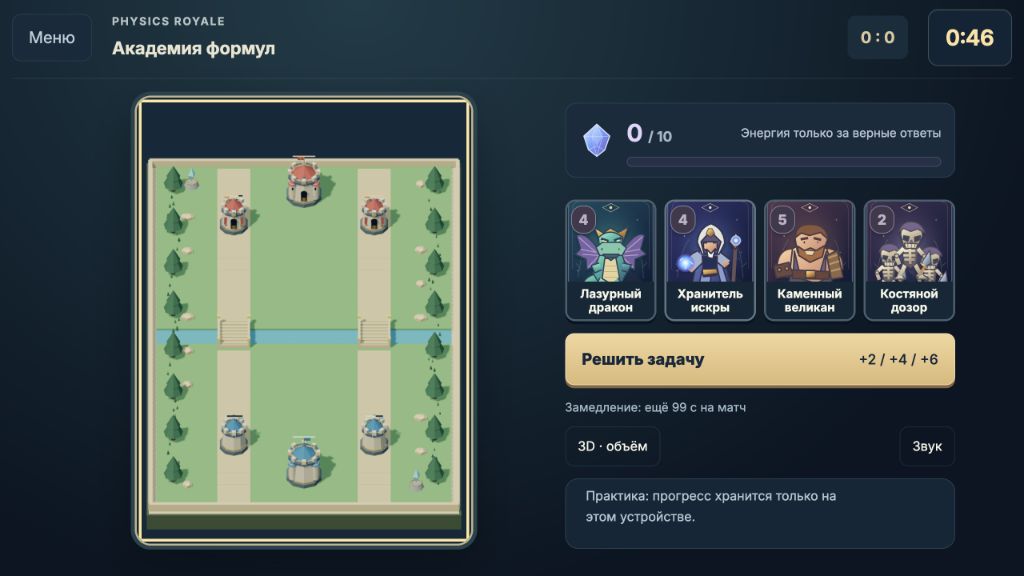 Меню
PHYSICS ROYALE
Академия формул
0 : 0
0:46
0 / 10
Энергия только за верные ответы
4
Лазурный
дракон
4
Хранитель
искры
5
Каменный
великан
2
Костяной
дозор
Решить задачу
+2 / +4 / +6
Замедление: ещё 99 с на матч
3D · объём
Звук
Практика: прогресс хранится только на
этом устройстве.